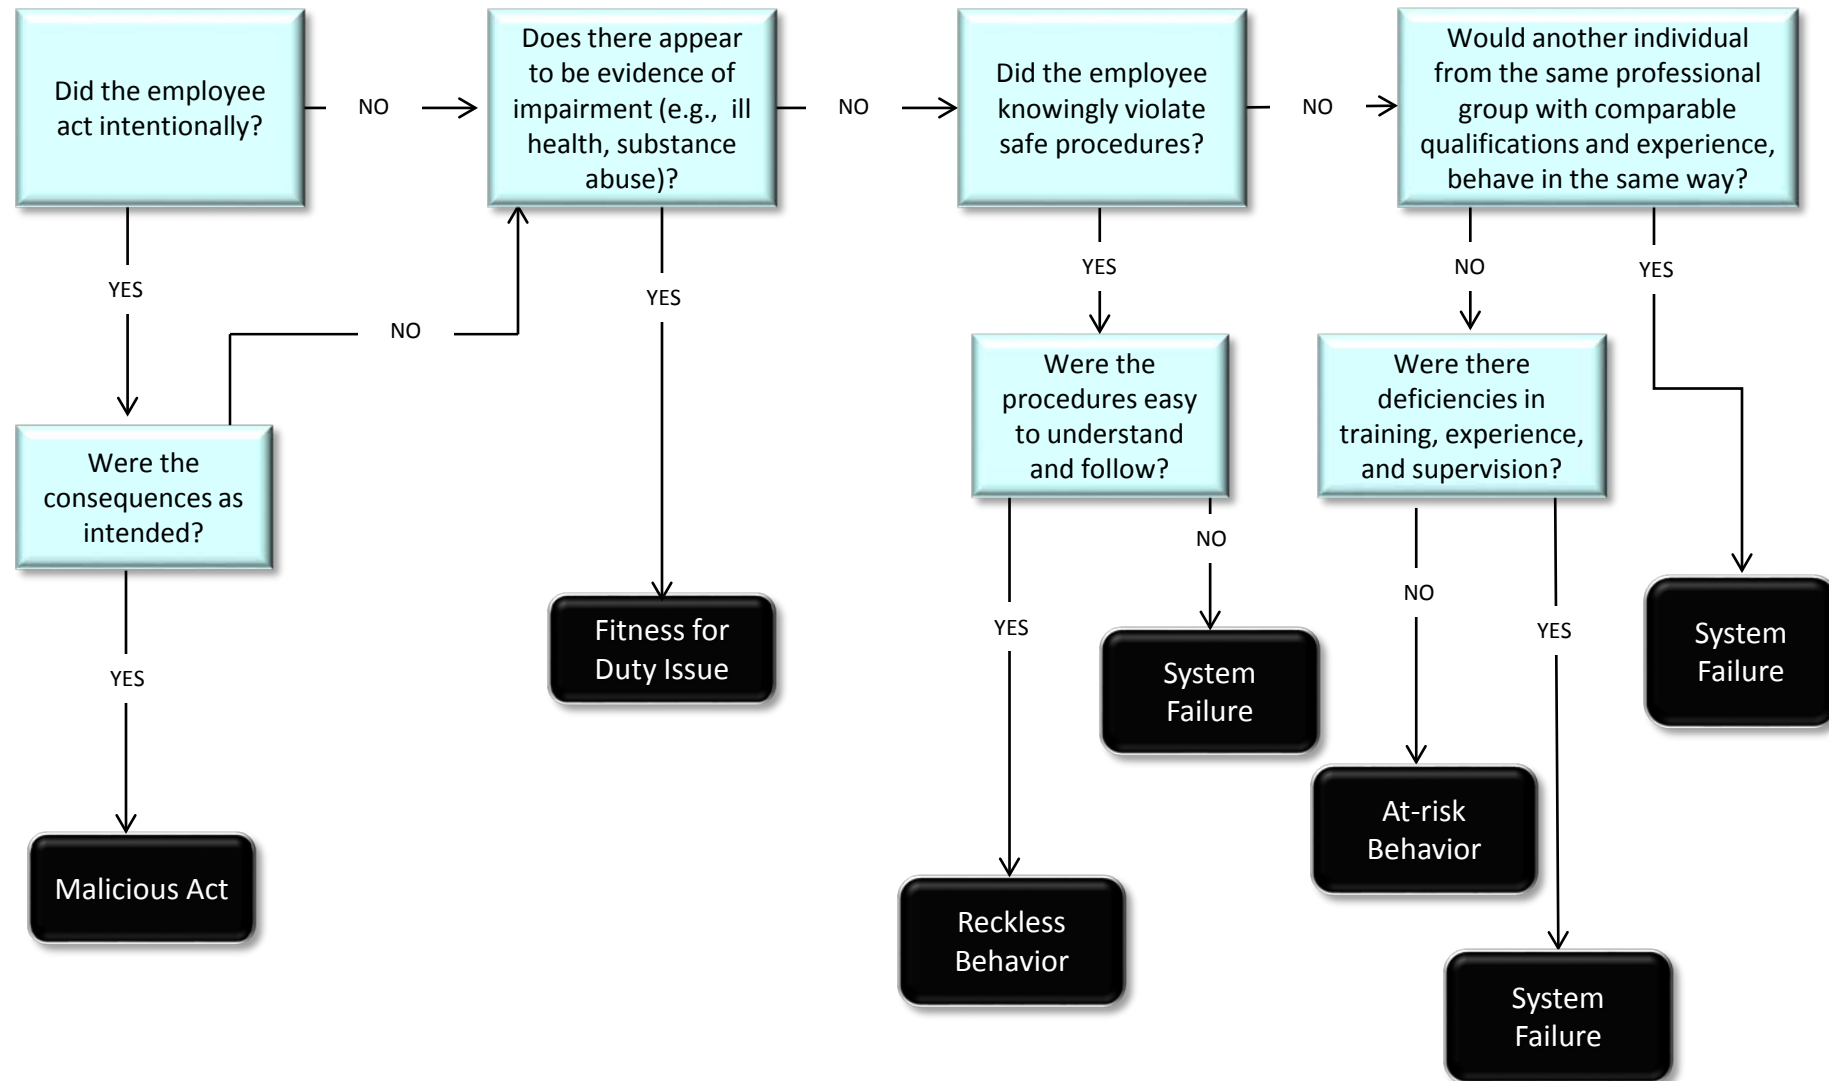 Did the employee
act intentionally?
NO
Does there appear
to be evidence of
impairment (e.g., ill
health, substance
abuse)?
NO
Did the employee
knowingly violate
safe procedures?
NO
Would another individual
from the same professional
group with comparable
qualifications and experience,
behave in the same way?
YES
NO
YES
YES
NO
YES
Were the
consequences as
intended?
Were the
procedures easy
to understand
and follow?
Were there
deficiencies in
training, experience,
and supervision?
YES
YES
NO
NO
YES
Malicious Act
Fitness for
Duty Issue
Reckless
Behavior
System
Failure
At-risk
Behavior
System
Failure
System
Failure